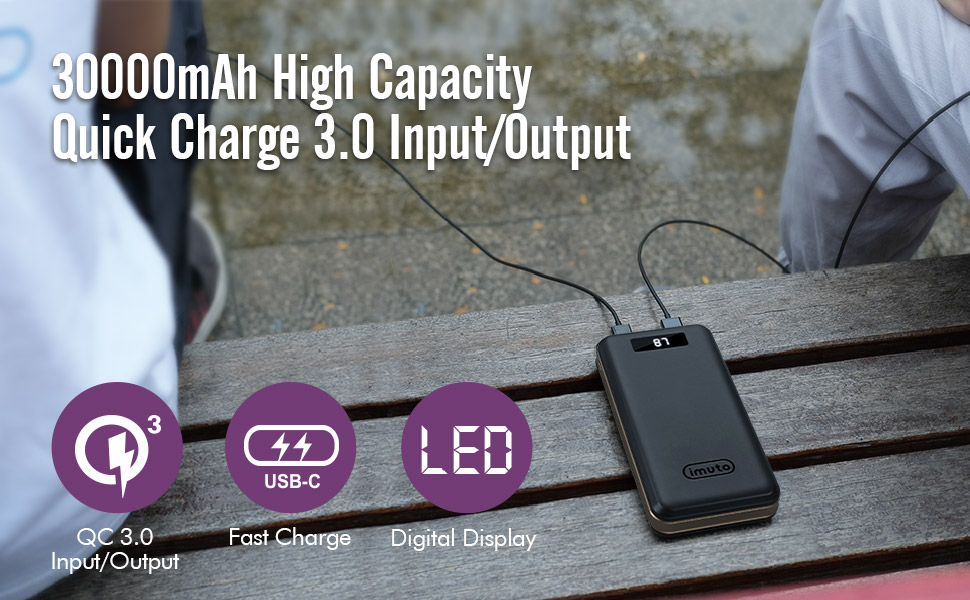 30000mAh High Capacity
Quick Charge 3.0 Input/Output
87
imuto
3
USB-C
LED
QC 3.0
Input/Output
Fast Charge
Digital Display